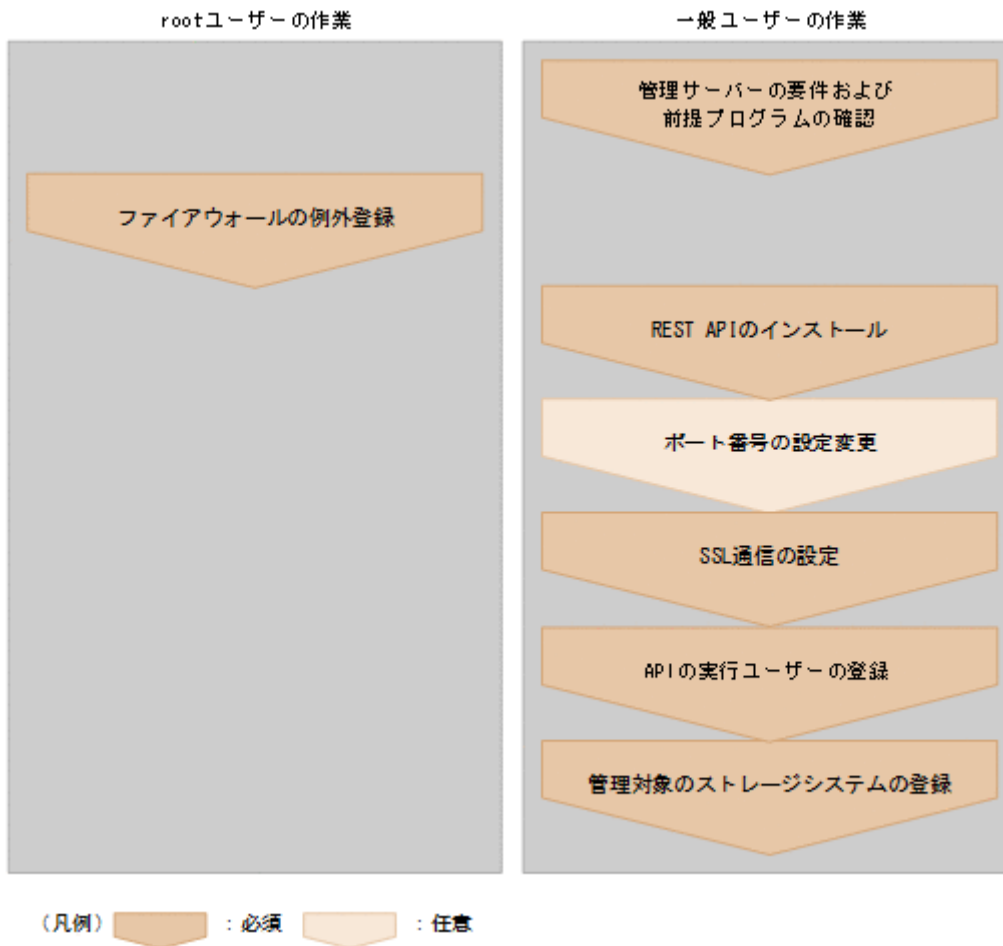 rootユーザーの作業
一般ユーザーの作業
管理サーバーの要件および
前提プログラムの確認
ファイアウォールの例外登録
REST APIのインストール
ポート番号の設定変更
SSL通信の設定
APIの実行ユーザーの登録
管理対象のストレージシステムの登録
(凡例) :必須 :任意